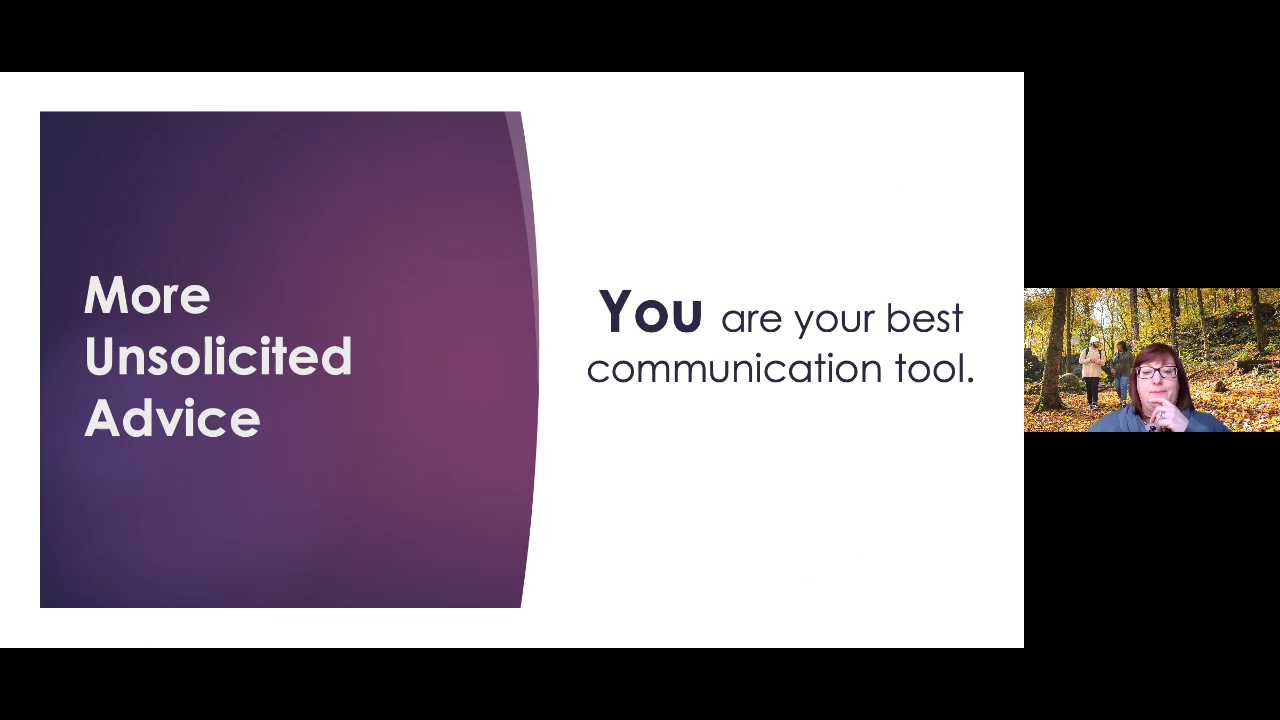 More
Unsolicited
Advice
You are your best
communication tool.